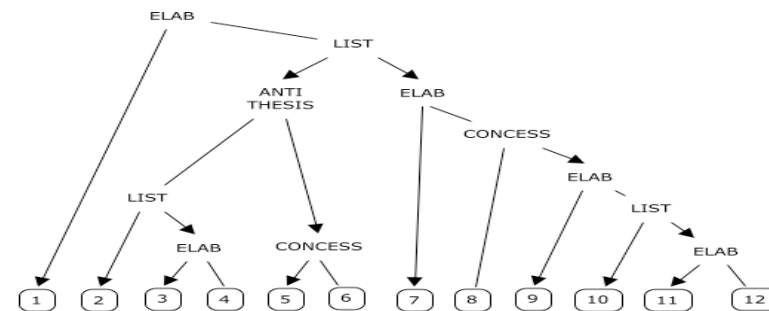 ELAB
LIST
ANTI
THESIS
ELAB
CONCESS
ELAB
LIST
LIST
ELAB
CONCESS
ELAB
1 2 3 4 5 6 7 8 9 10 11 12